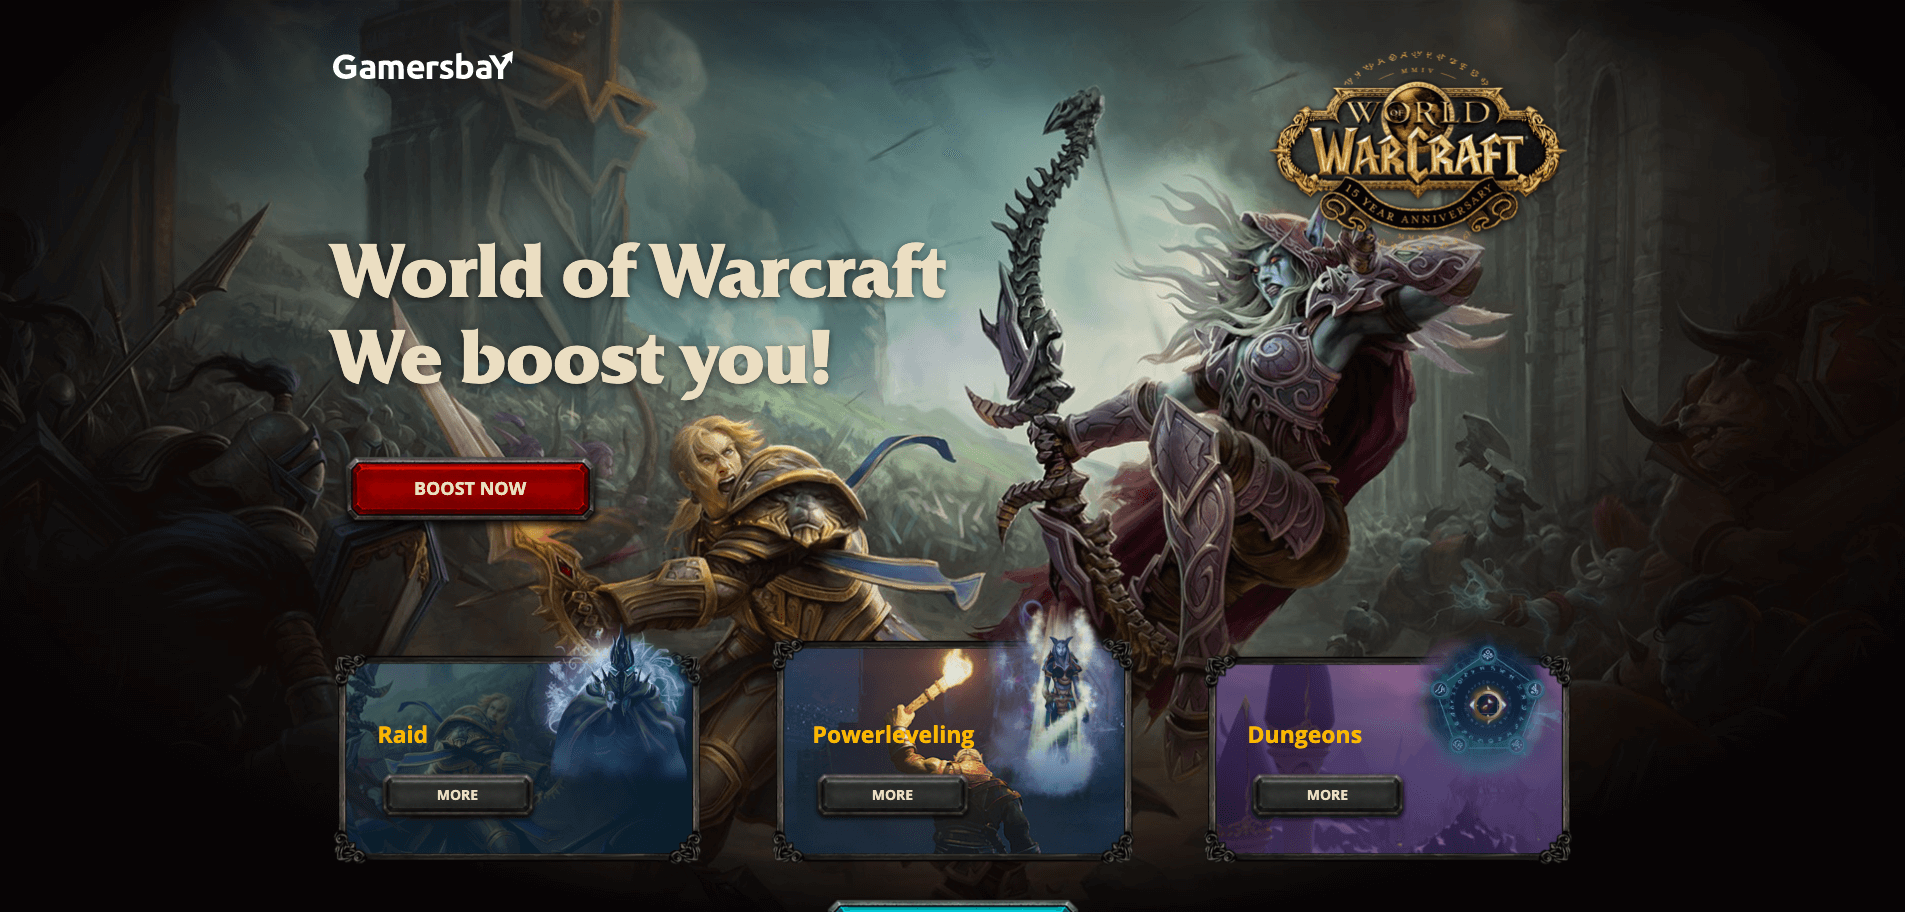 Gamersbay
MMIV
WORLD
OF
WARCRAFT
15 YEAR ANNIVERSARY
World of Warcraft
We boost you!
BOOST NOW
Raid
Powerleveling
Dungeons
MORE
MORE
MORE